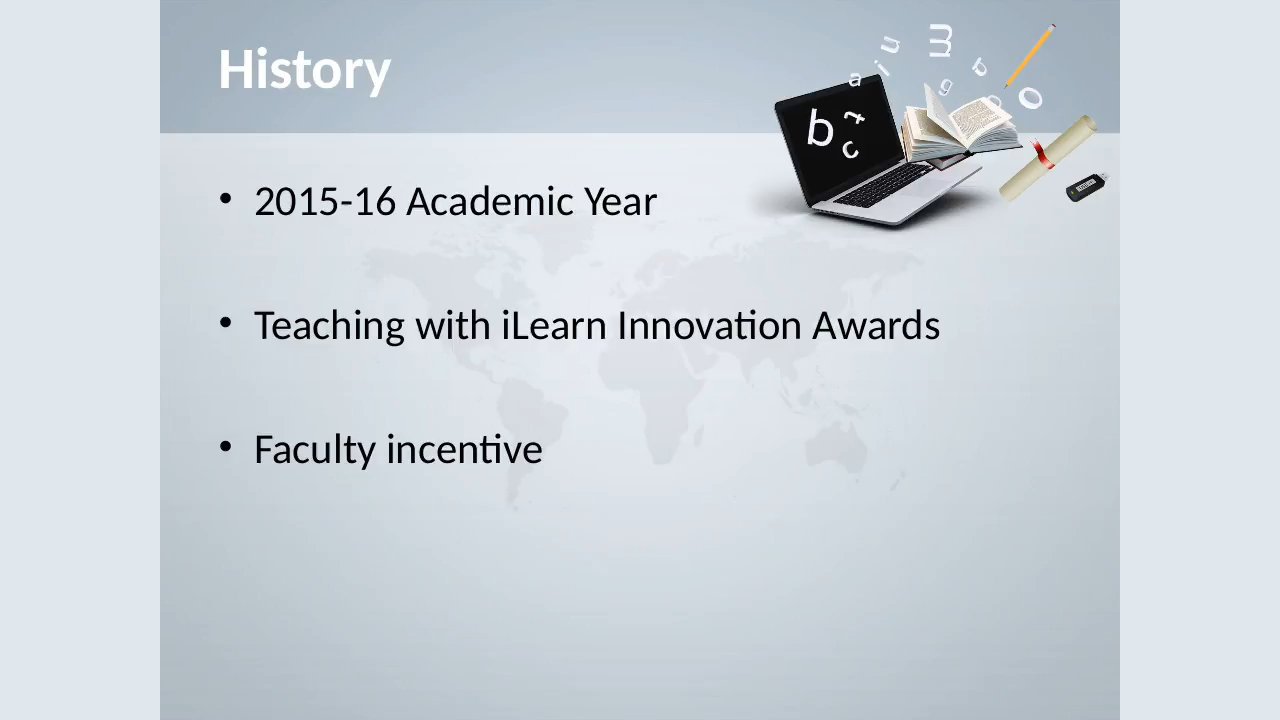 History
• 2015-16 Academic Year
• Teaching with iLearn Innovation Awards
• Faculty incentive